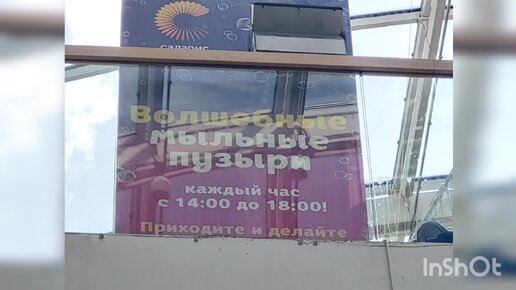 саларис
Волшебные
мыльные
пузыри
каждый час
с 14:00 до 18:00!
Приходите и делайте
InShOt